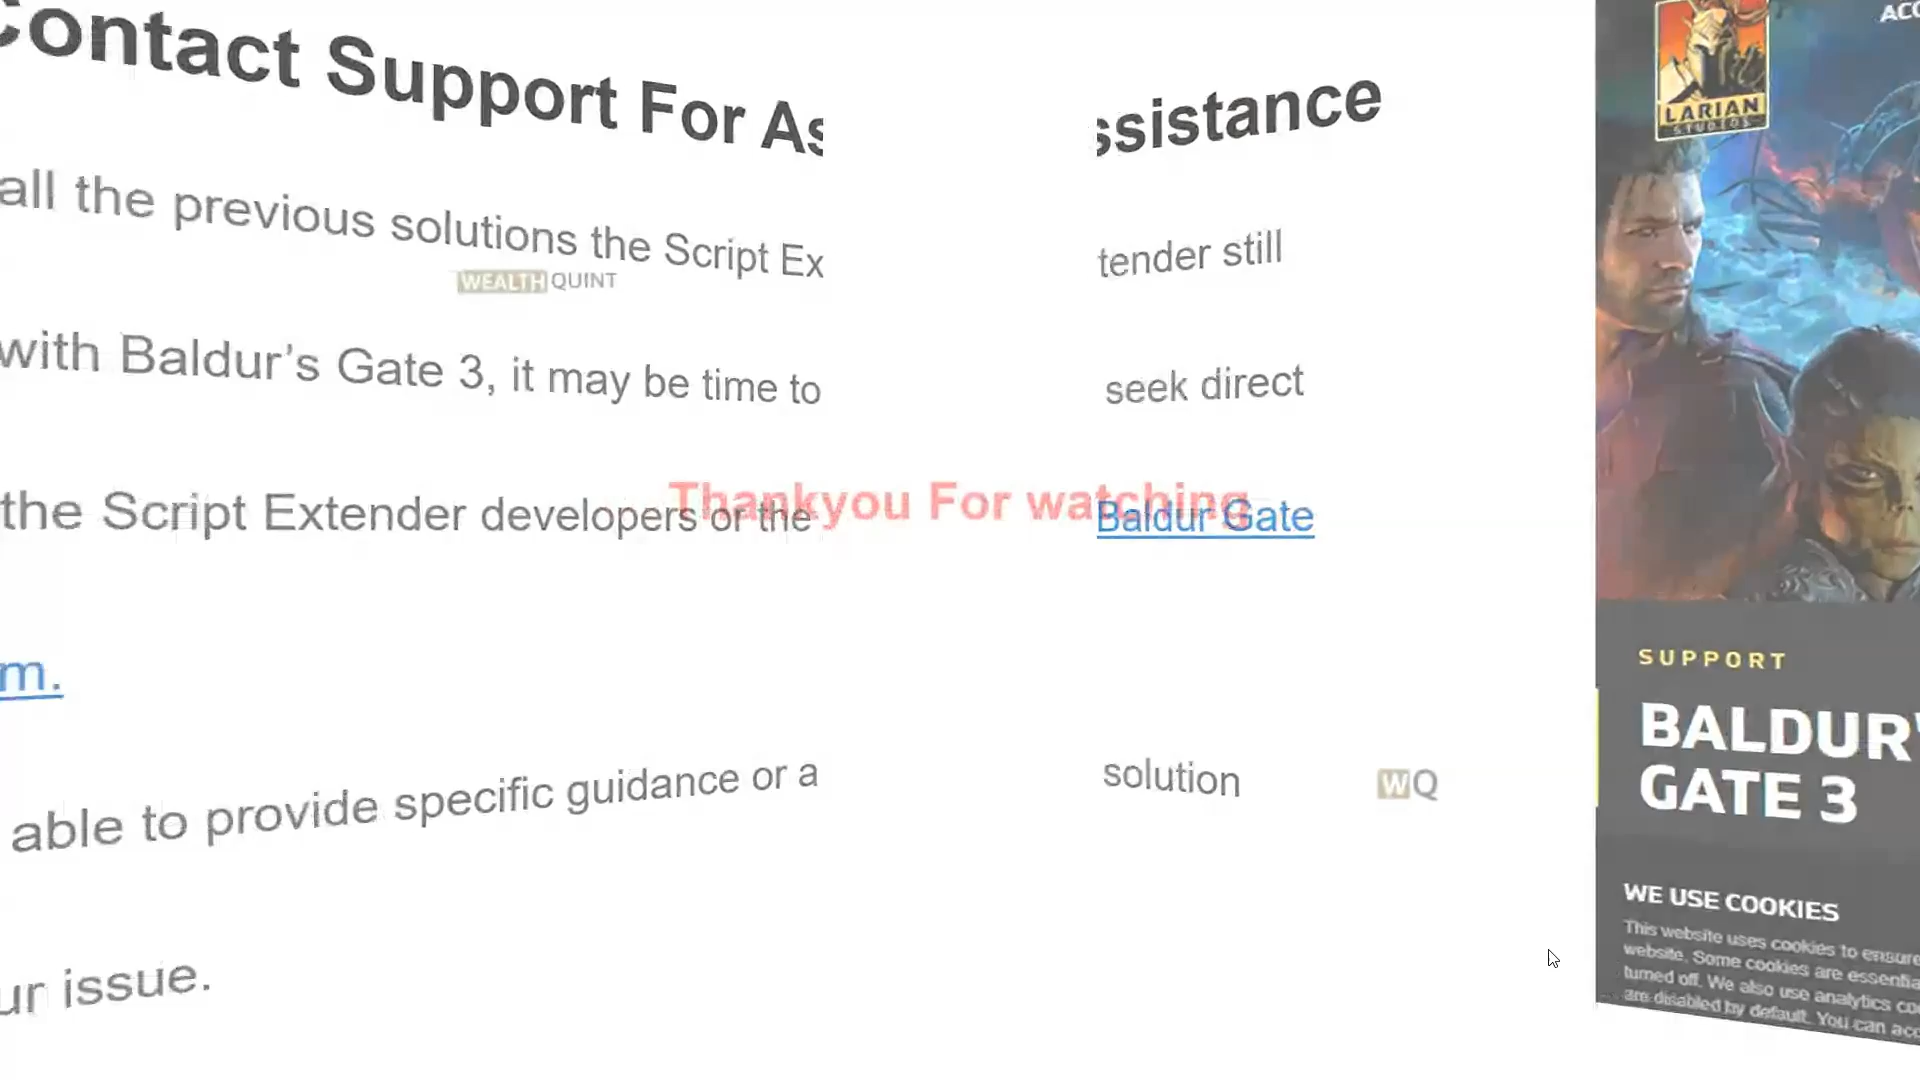 Contact Support For As
ssistance
all the previous solutions the Script Ex
tender still
WEALTH QUINT
with Baldur's Gate 3, it may be time to
seek direct
the Script Extender developers or the
Baldur Gate
Thankyou For watching
m.
able to provide specific guidance or a
solution
WQ
ur issue.
LARIAN
STUDIOS
ACC
SUPPORT
BALDUR'
GATE 3
WE USE COOKIES
This website uses cookies to ensure
website. Some cookies are essentia
turned off. We also use analytics co
are disabled by default. You can acc